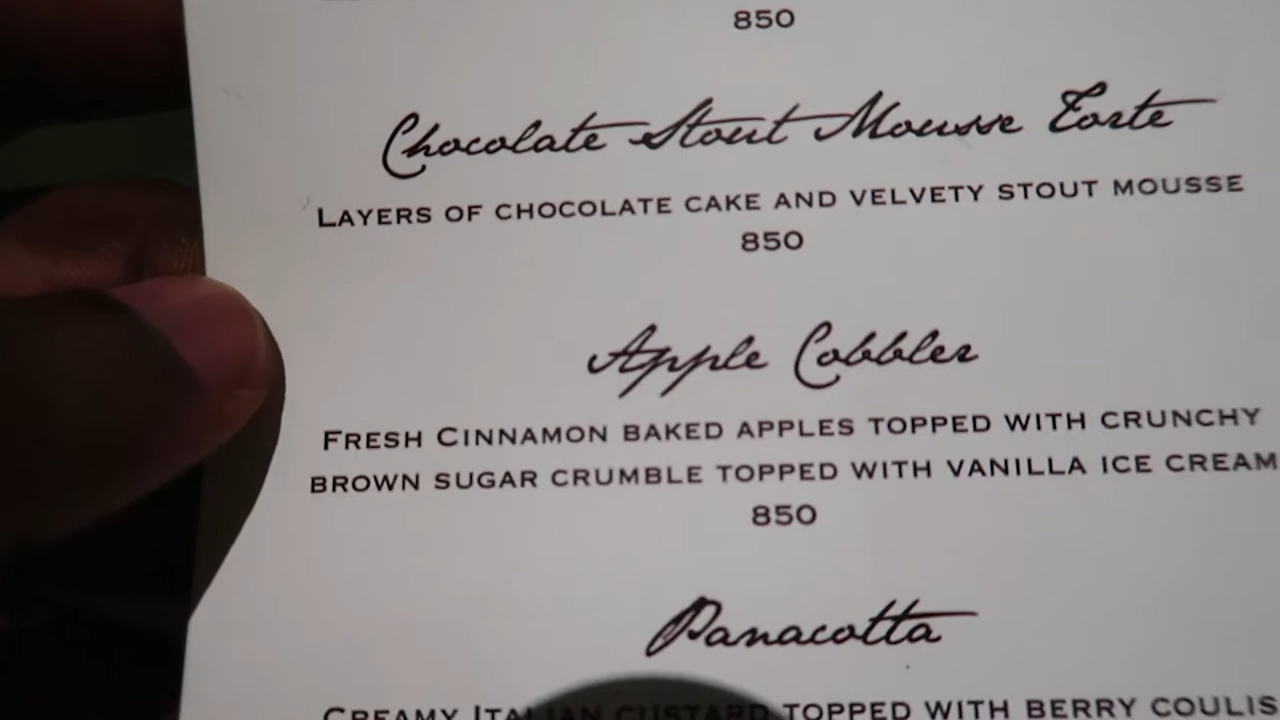 850
Chocolate Stout Mousse Torte
LAYERS OF CHOCOLATE CAKE AND VELVETY STOUT MOUSSE
850
Apple Cobbler
FRESH CINNAMON BAKED APPLES TOPPED WITH CRUNCHY
BROWN SUGAR CRUMBLE TOPPED WITH VANILLA ICE CREAM
850
Panacotta
CREAMY ITALIAN CUSTARD TOPPED WITH BERRY COULIS